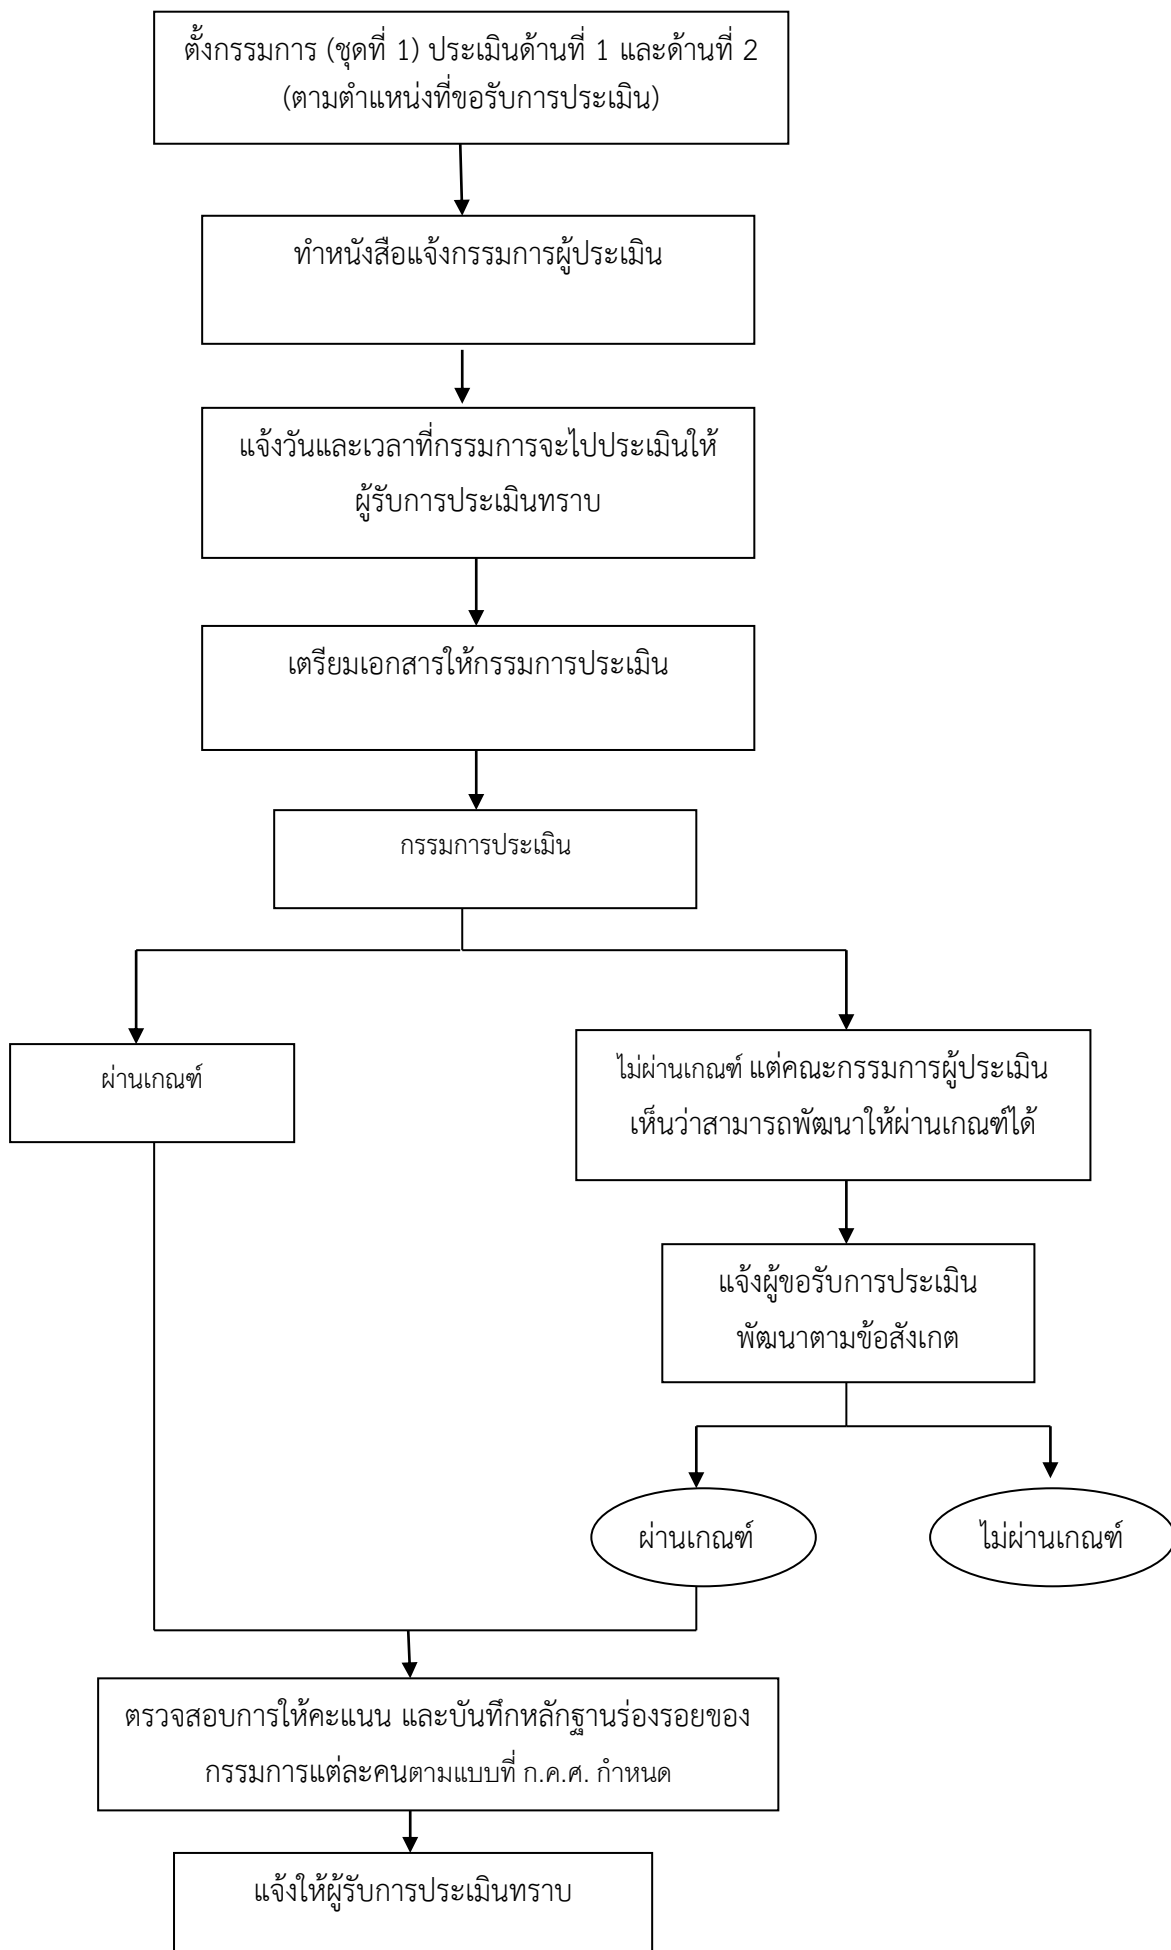 ตั้งกรรมการ (ชุดที่ 1) ประเมินด้านที่ 1 และด้านที่ 2
(ตามตำแหน่งที่ขอรับการประเมิน)
ทำหนังสือแจ้งกรรมการผู้ประเมิน
แจ้งวันและเวลาที่กรรมการจะไปประเมินให้
ผู้รับการประเมินทราบ
เตรียมเอกสารให้กรรมการประเมิน
กรรมการประเมิน
ผ่านเกณฑ์
ไม่ผ่านเกณฑ์ แต่คณะกรรมการผู้ประเมิน
เห็นว่าสามารถพัฒนาให้ผ่านเกณฑ์ได้
แจ้งผู้ขอรับการประเมิน
พัฒนาตามข้อสังเกต
ผ่านเกณฑ์
ไม่ผ่านเกณฑ์
ตรวจสอบการให้คะแนน และบันทึกหลักฐานร่องรอยของ
กรรมการแต่ละคนตามแบบที่ ก.ค.ศ. กำหนด
แจ้งให้ผู้รับการประเมินทราบ